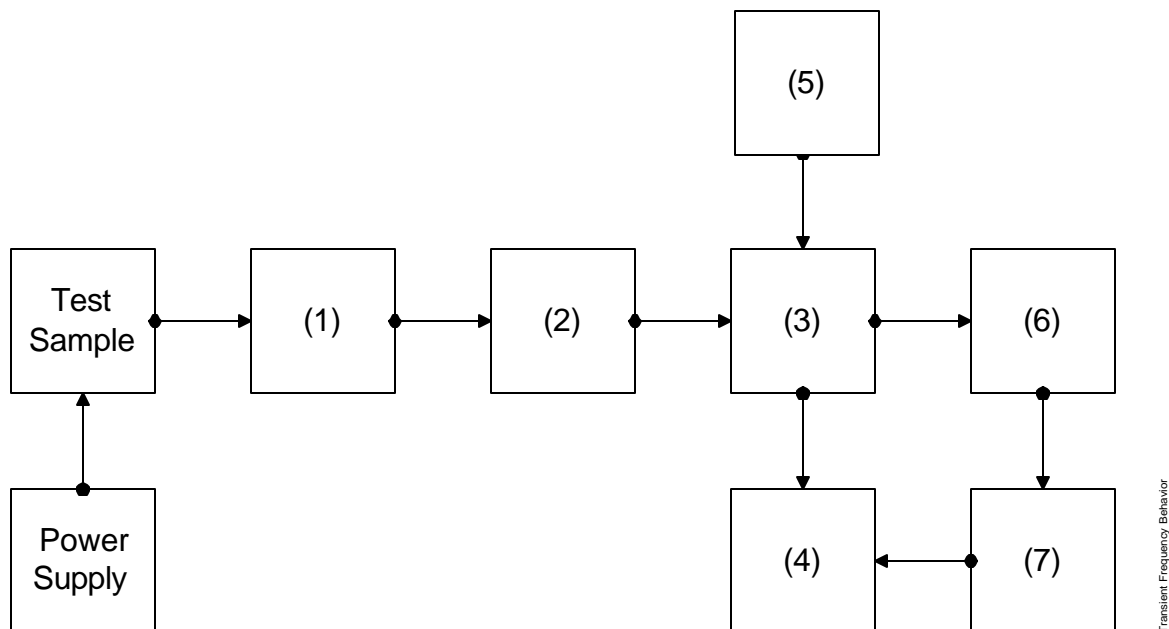 (5)
Test
Sample
(1)
(2)
(3)
(6)
Power
Supply
(4)
(7)
Transient Frequency Behavior